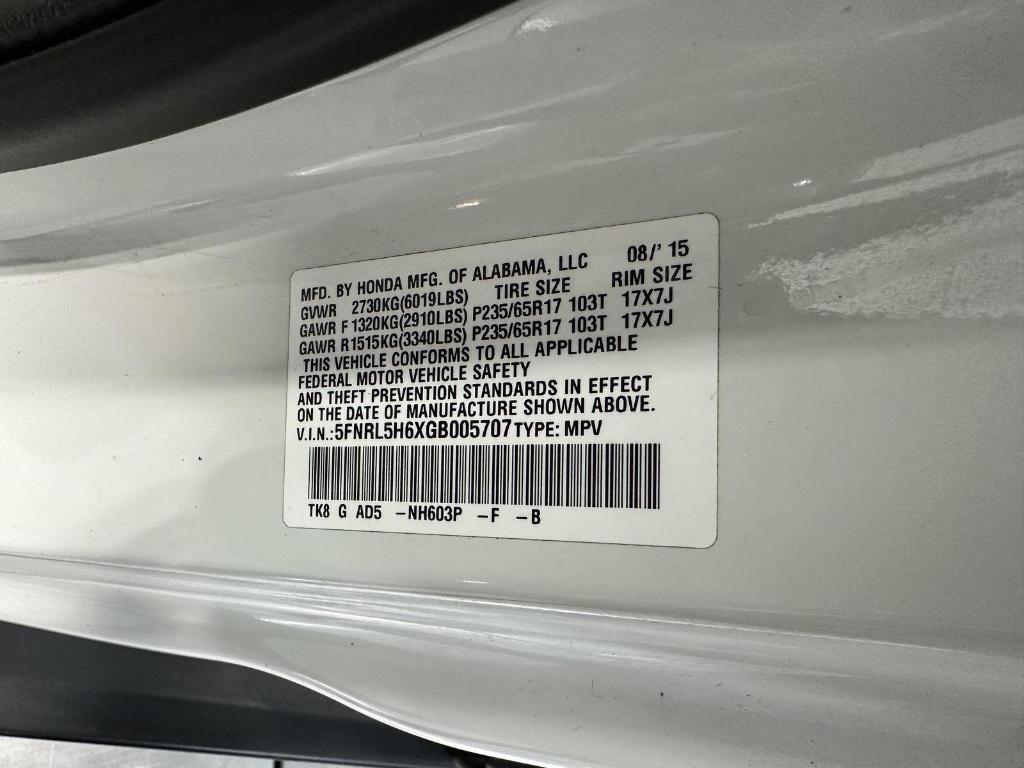 MFD. BY HONDA MFG. OF ALABAMA, LLC 08/' 15
GVWR 2730KG(6019LBS) TIRE SIZE RIM SIZE
GAWR F 1320KG(2910LBS) P235/65R17 103T 17X7J
GAWR R1515KG(3340LBS) P235/65R17 103T 17X7J
THIS VEHICLE CONFORMS TO ALL APPLICABLE
FEDERAL MOTOR VEHICLE SAFETY
AND THEFT PREVENTION STANDARDS IN EFFECT
ON THE DATE OF MANUFACTURE SHOWN ABOVE.
V.I.N.:5FNRL5H6XGB005707 TYPE: MPV
TK8 G AD5 -NH603P -F -B